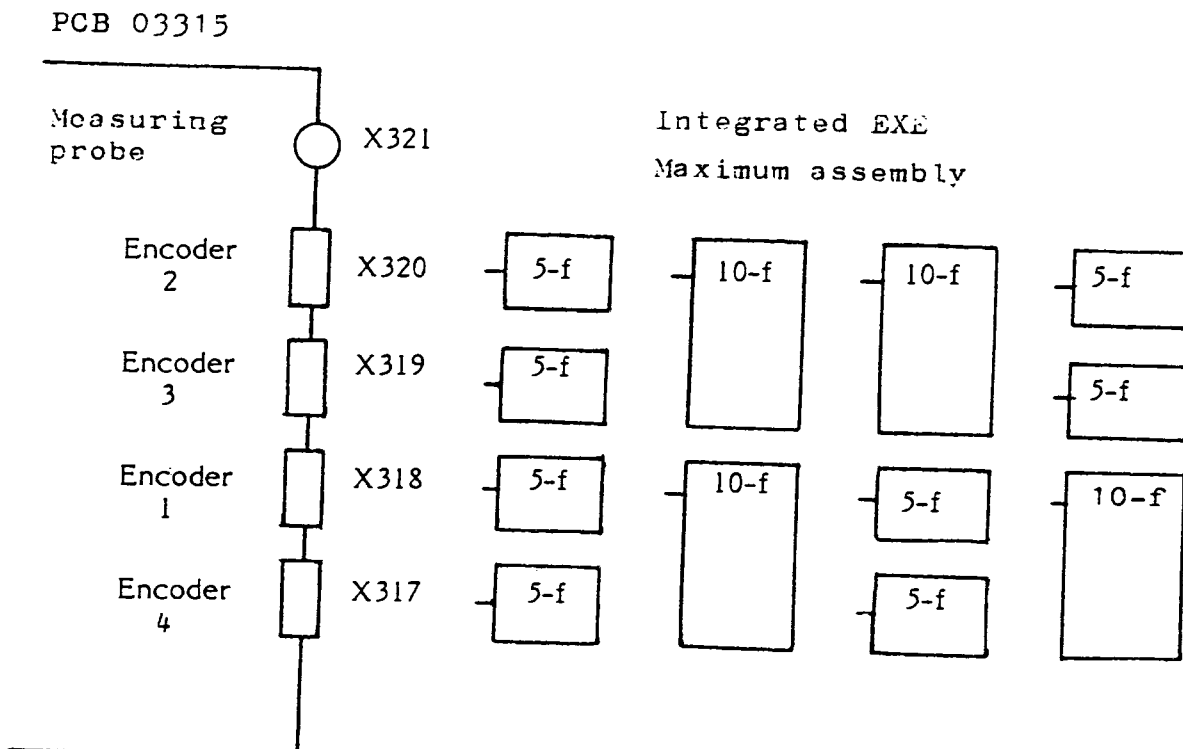 PCB 03315
Measuring
probe
X321
Integrated EXE
Maximum assembly
Encoder
2
X320
5-f
10-f
10-f
5-f
Encoder
3
X319
5-f
5-f
Encoder
1
X318
5-f
10-f
5-f
10-f
Encoder
4
X317
5-f
5-f